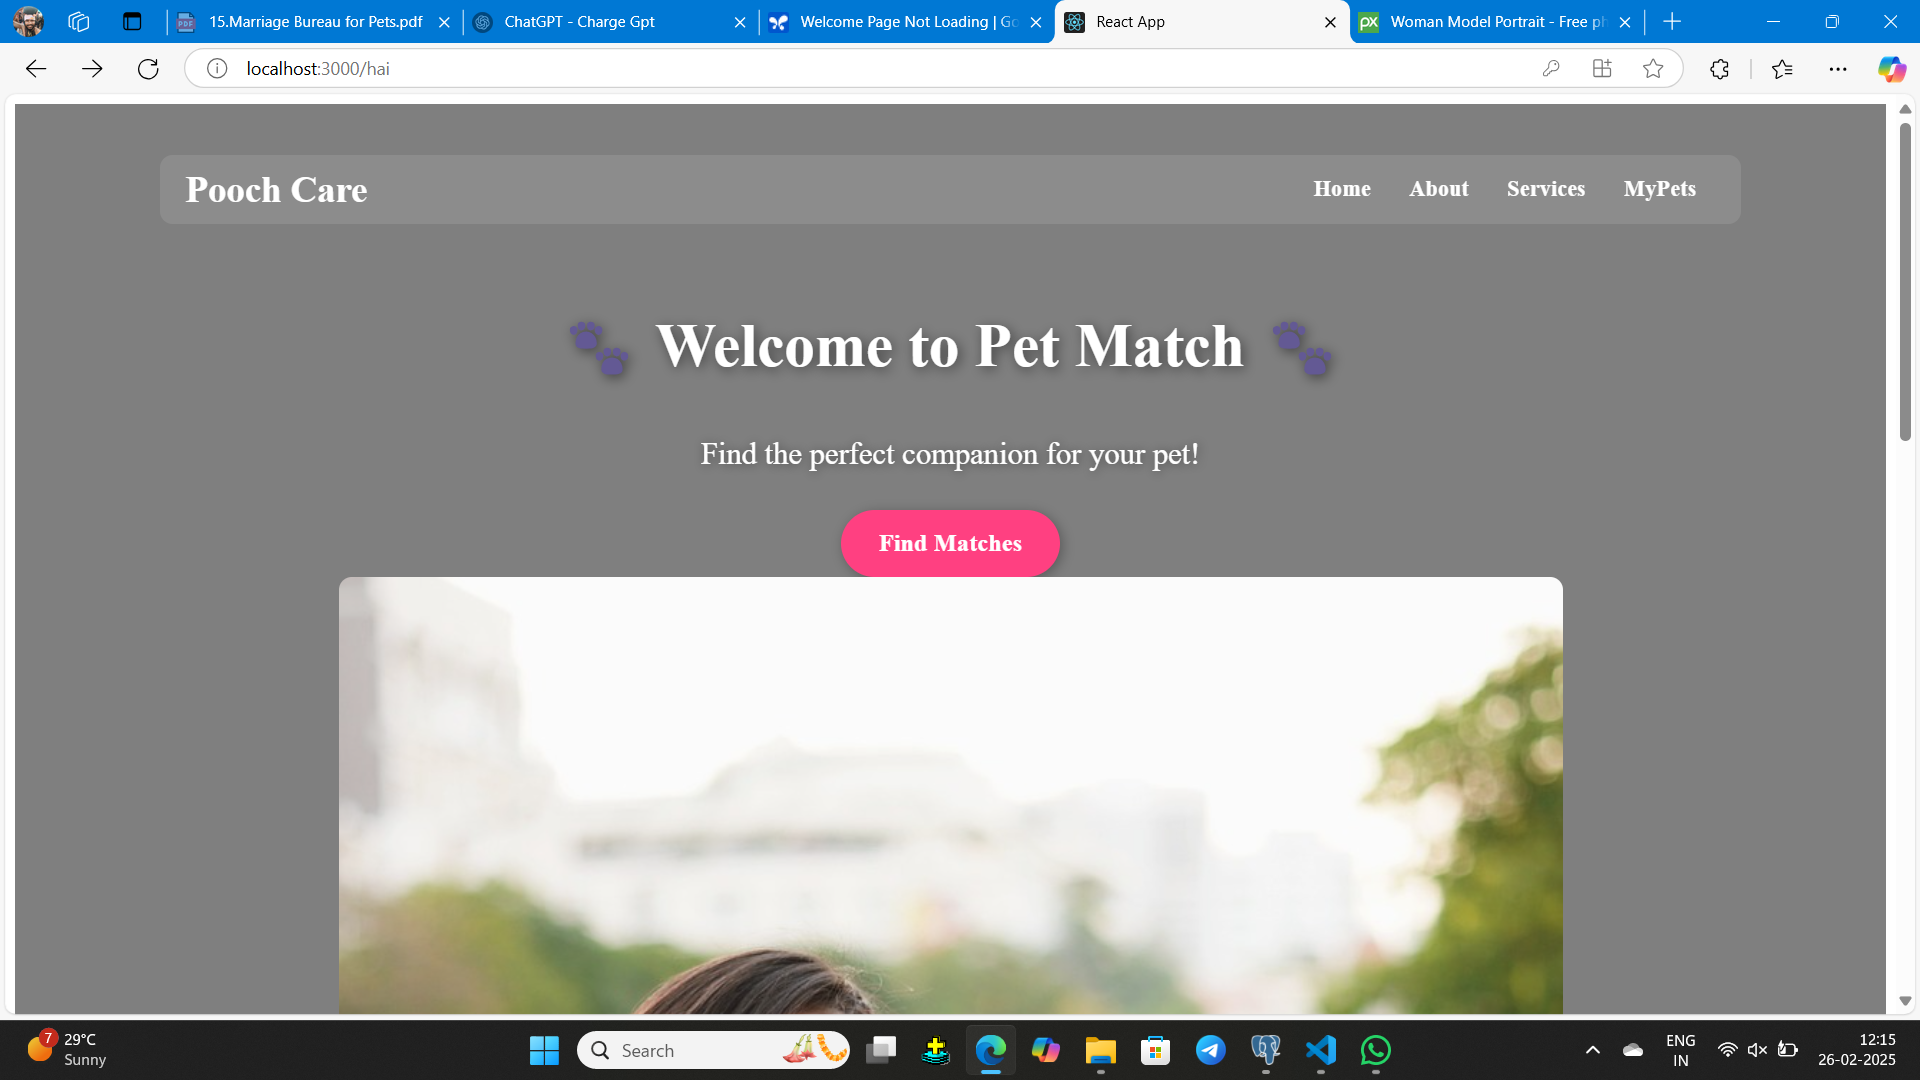 15.Marriage Bureau for Pets.pdf
ChatGPT - Charge Gpt
Welcome Page Not Loading | Go
React App
Woman Model Portrait - Free ph
localhost:3000/hai
Pooch Care
Home
About
Services
MyPets
Welcome to Pet Match
Find the perfect companion for your pet!
Find Matches
7
29°C
Sunny
Search
ENG
IN
12:15
26-02-2025